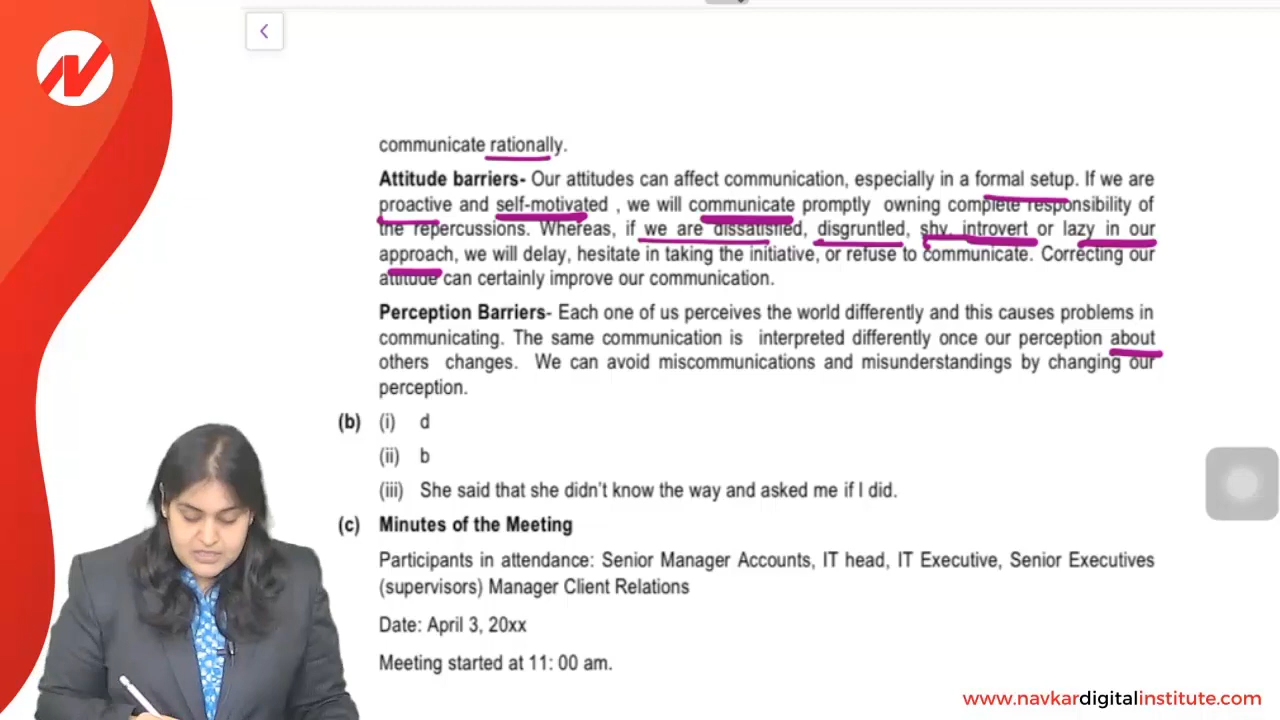 communicate rationally.
Attitude barriers- Our attitudes can affect communication, especially in a formal setup. If we are
proactive and self-motivated , we will communicate promptly owning complete responsibility of
the repercussions. Whereas, if we are dissatisfied, disgruntled, shy, introvert or lazy in our
approach, we will delay, hesitate in taking the initiative, or refuse to communicate. Correcting our
attitude can certainly improve our communication.
Perception Barriers- Each one of us perceives the world differently and this causes problems in
communicating. The same communication is interpreted differently once our perception about
others changes. We can avoid miscommunications and misunderstandings by changing our
perception.
(b) (i) d
(ii) b
(iii) She said that she didn't know the way and asked me if I did.
(c) Minutes of the Meeting
Participants in attendance: Senior Manager Accounts, IT head, IT Executive, Senior Executives
(supervisors) Manager Client Relations
Date: April 3, 20xx
Meeting started at 11: 00 am.
www.navkardigitalinstitute.com